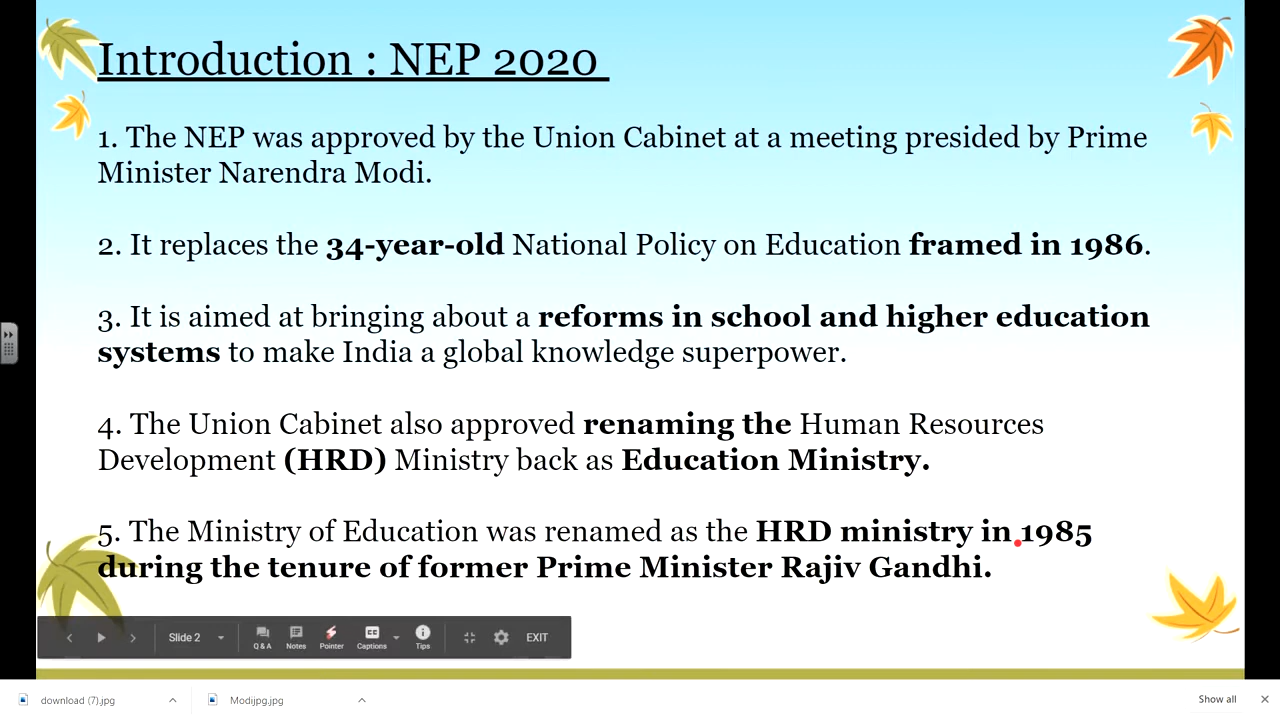 Introduction : NEP 2020
1. The NEP was approved by the Union Cabinet at a meeting presided by Prime
Minister Narendra Modi.
2. It replaces the 34-year-old National Policy on Education framed in 1986.
3. It is aimed at bringing about a reforms in school and higher education
systems to make India a global knowledge superpower.
4. The Union Cabinet also approved renaming the Human Resources
Development (HRD) Ministry back as Education Ministry.
5. The Ministry of Education was renamed as the HRD ministry in 1985
during the tenure of former Prime Minister Rajiv Gandhi.
Slide 2 Q & A Notes Pointer Captions Tips EXIT
download (7).jpg Modijpg.jpg Show all